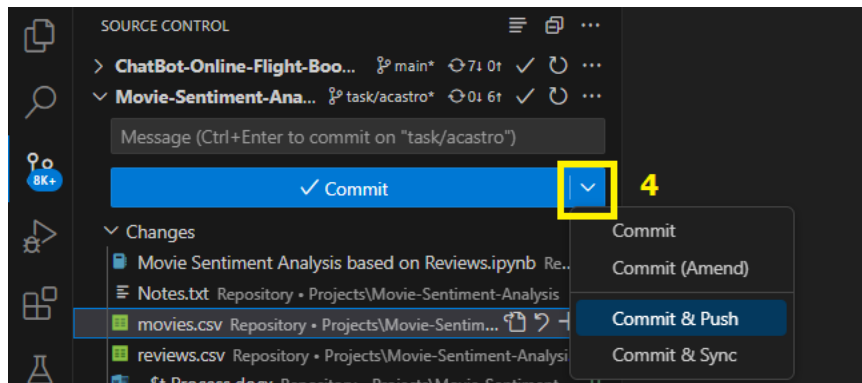 SOURCE CONTROL
ChatBot-Online-Flight-Boo... main* 7↓ 0↑
Movie-Sentiment-Ana... task/acastro* 0↓ 6↑
Message (Ctrl+Enter to commit on "task/acastro")
8K+
Commit
4
Changes
Commit
Movie Sentiment Analysis based on Reviews.ipynb Re...
Commit (Amend)
Notes.txt Repository • Projects\Movie-Sentiment-Analysis
movies.csv Repository • Projects\Movie-Sentim...
Commit & Push
reviews.csv Repository • Projects\Movie-Sentiment-Analysi
Commit & Sync